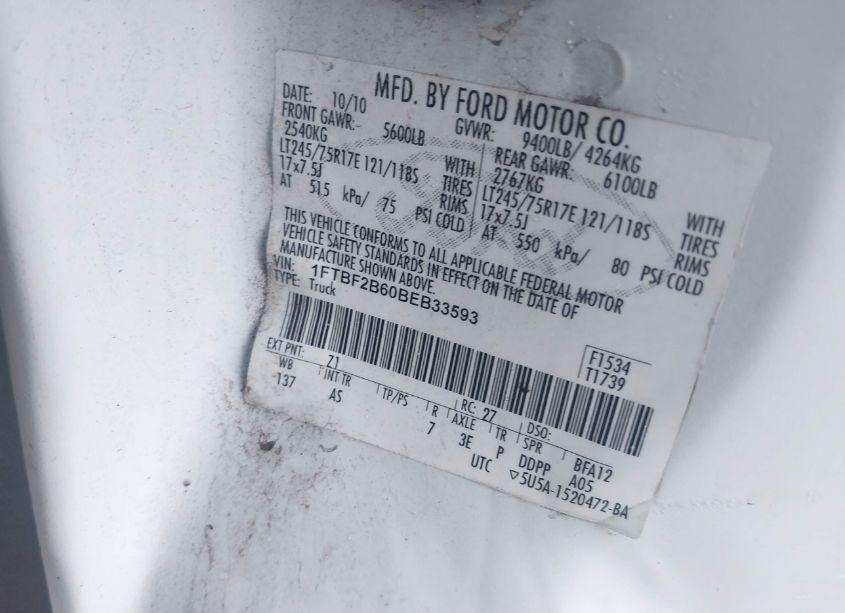 MFD. BY FORD MOTOR CO.
DATE: 10/10 GVWR: 9400LB/ 4264KG
FRONT GAWR: 5600LB REAR GAWR: 6100LB
2540KG WITH 2767KG WITH
LT245/75R17E 121/118S TIRES LT245/75R17E 121/118S TIRES
17x7.5J RIMS 17x7.5J RIMS
AT 515 kPa/ 75 PSI COLD AT 550 kPa/ 80 PSI COLD
THIS VEHICLE CONFORMS TO ALL APPLICABLE FEDERAL MOTOR
VEHICLE SAFETY STANDARDS IN EFFECT ON THE DATE OF
MANUFACTURE SHOWN ABOVE.
VIN: 1FTBF2B60BEB33593
TYPE: Truck
F1534
T1739
EXT PNT: Z1 RC: 27 DSO:
WB INT TR TP/PS R AXLE TR SPR BFA12
137 AS 7 3E P DDPP A05
UTC ▽5U5A-1520472-BA